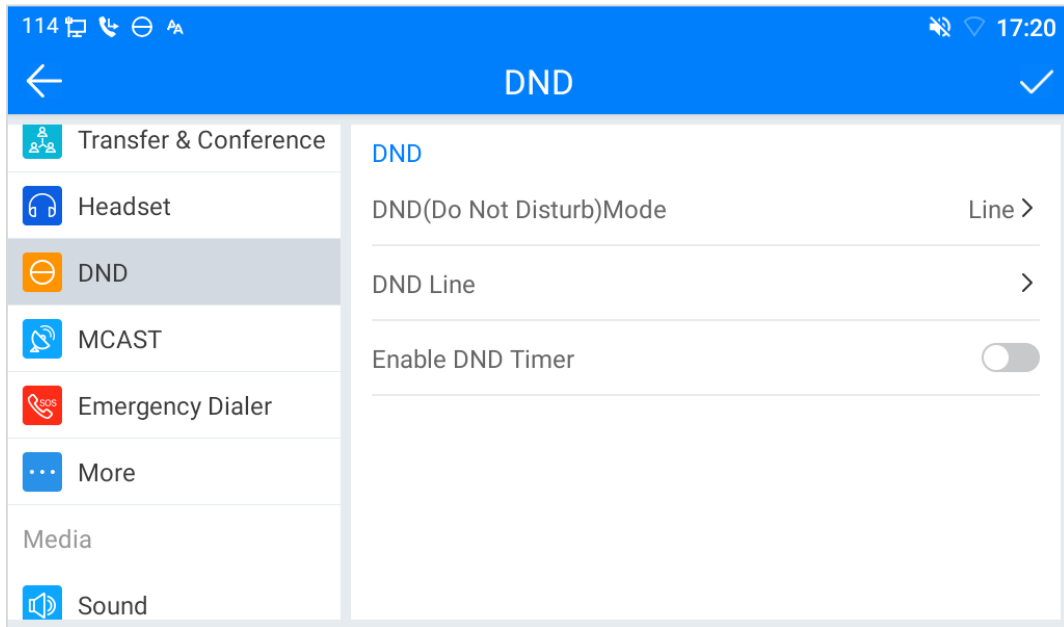 114 17:20
DND
Transfer & Conference
Headset
DND
MCAST
SOS
Emergency Dialer
More
Media
Sound
DND
DND(Do Not Disturb)Mode Line
DND Line
Enable DND Timer